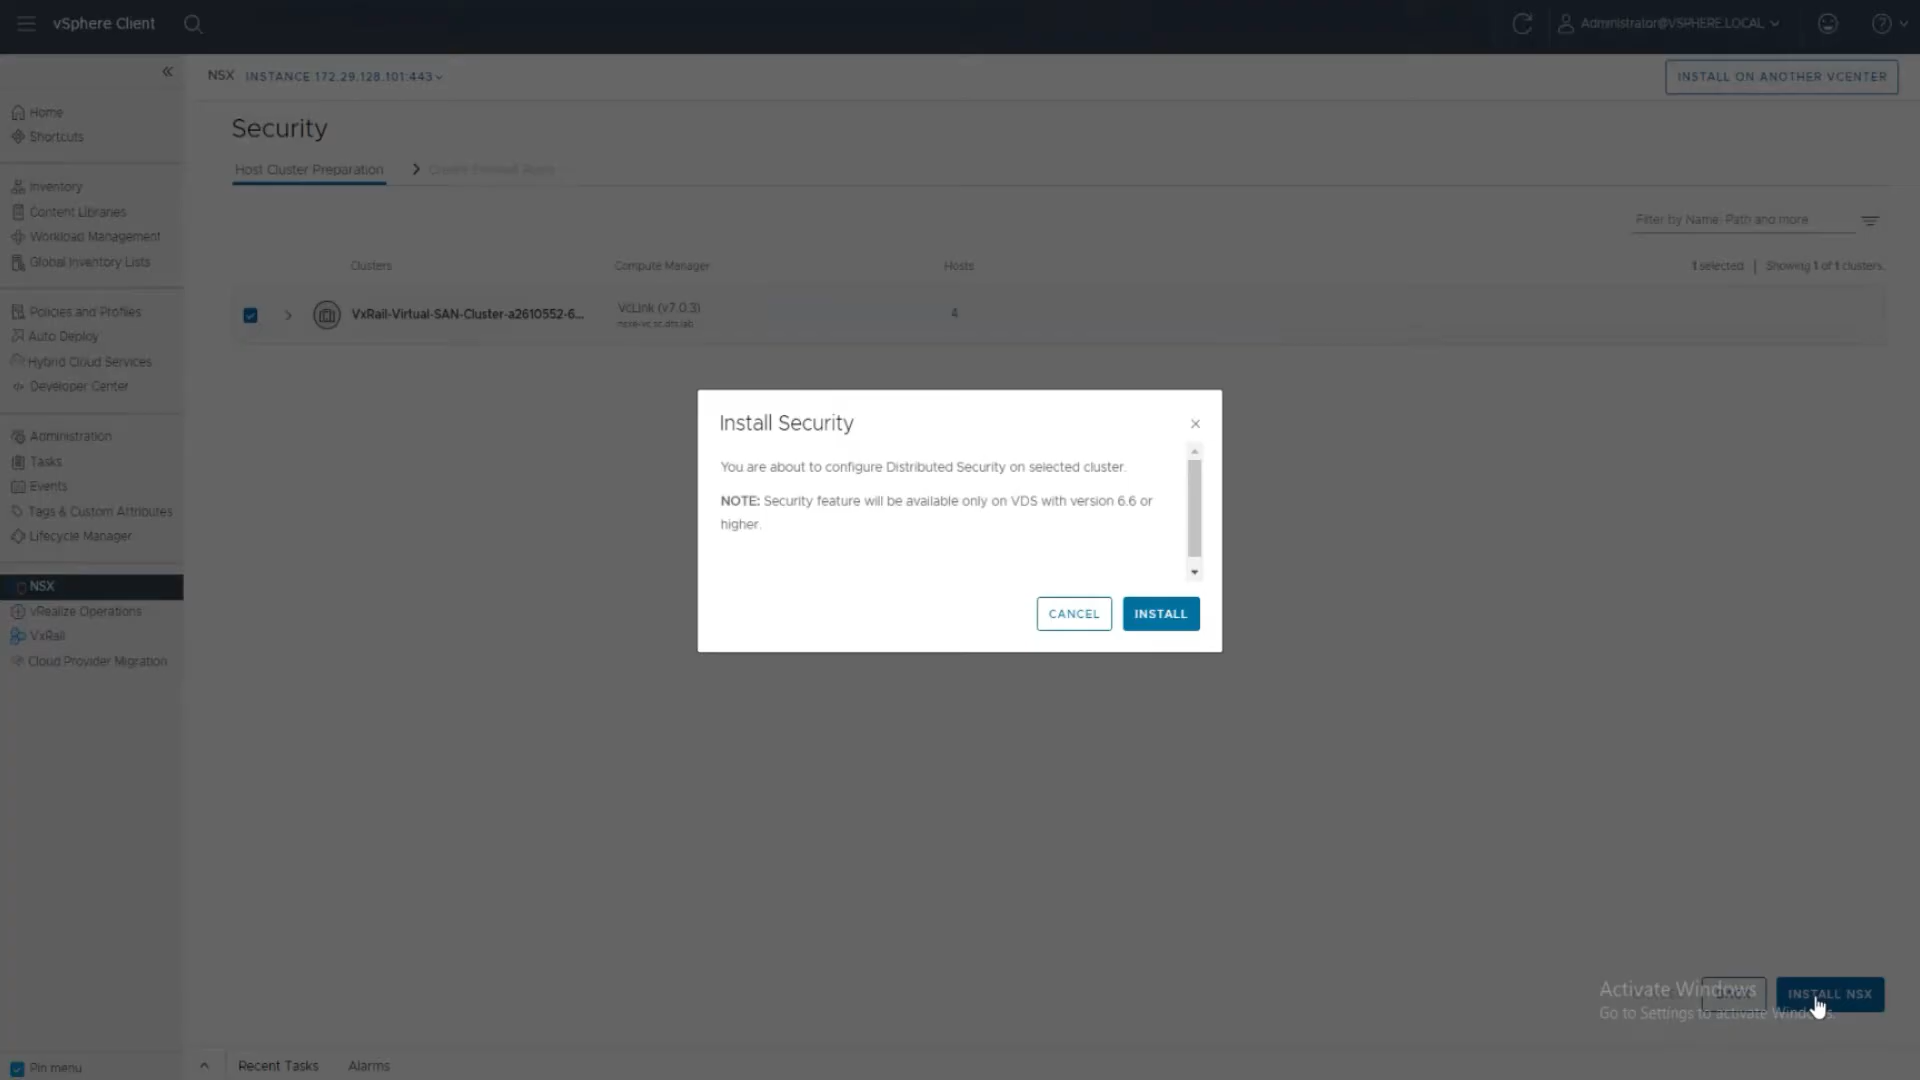 vSphere Client
Administrator@VSPHERE.LOCAL
NSX INSTANCE 172.29.128.101:443
INSTALL ON ANOTHER VCENTER
Home
Shortcuts
Inventory
Content Libraries
Workload Management
Global Inventory Lists
Policies and Profiles
Auto Deploy
Hybrid Cloud Services
Developer Center
Administration
Tasks
Events
Tags & Custom Attributes
Lifecycle Manager
NSX
vRealize Operations
VxRail
Cloud Provider Migration
Pin menu
Security
Host Cluster Preparation
Filter by Name, Path and more
Clusters Compute Manager Hosts 1 selected | Showing 1 of 1 clusters.
VxRail-Virtual-SAN-Cluster-a2610552-6... VcLink (v7.0.3) 4
Install Security
You are about to configure Distributed Security on selected cluster.
NOTE: Security feature will be available only on VDS with version 6.6 or
higher.
CANCEL INSTALL
Activate Windows
Go to Settings to activate Windows.
INSTALL NSX
Recent Tasks Alarms